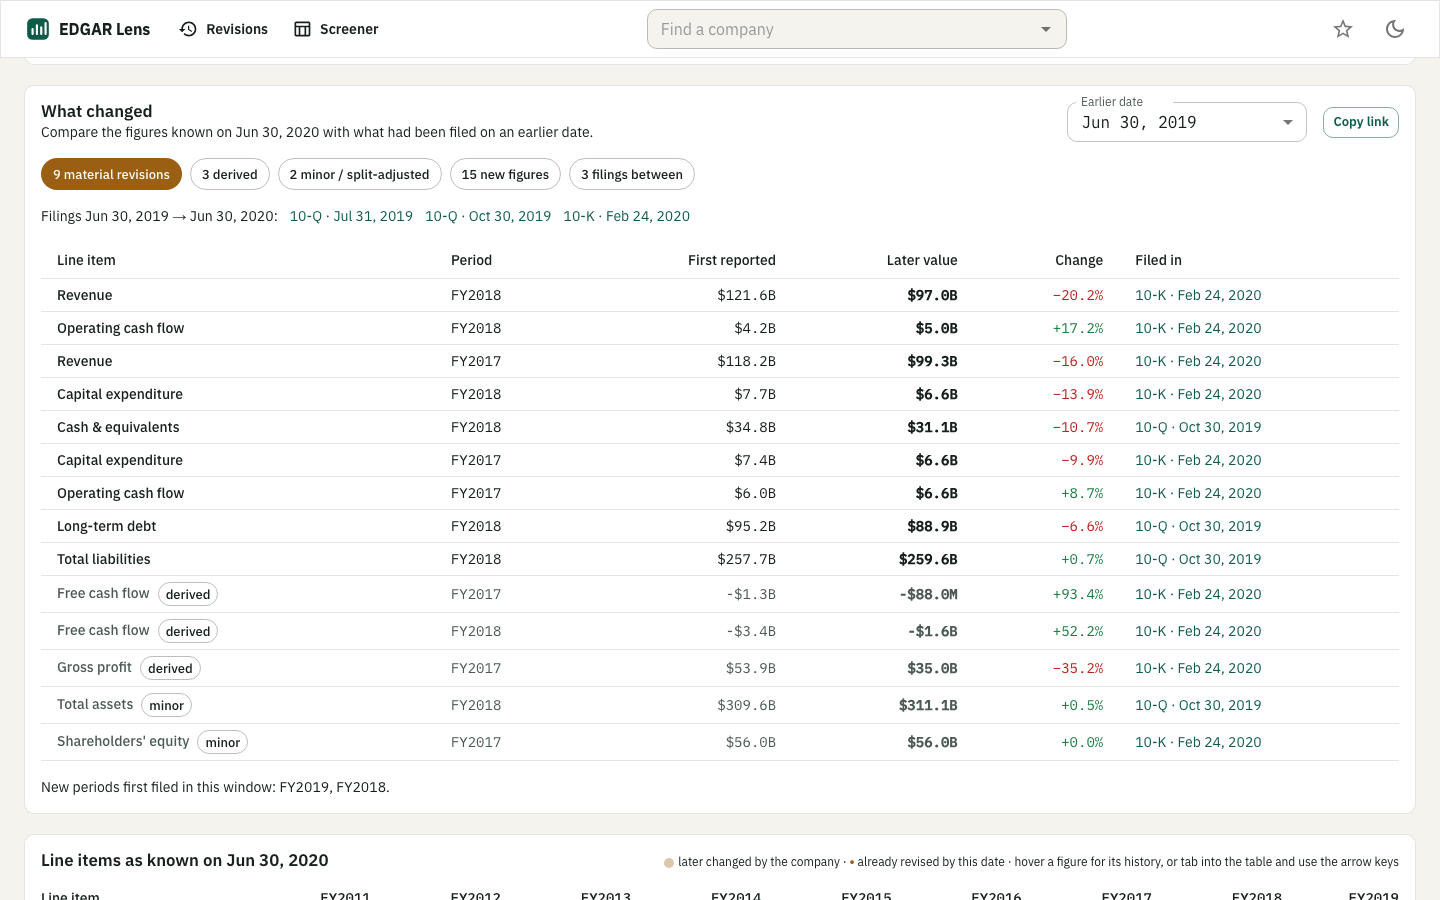 EDGAR Lens
Revisions
Screener
Find a company
What changed
Compare the figures known on Jun 30, 2020 with what had been filed on an earlier date.
Earlier date
Jun 30, 2019
Copy link
9 material revisions
3 derived
2 minor / split-adjusted
15 new figures
3 filings between
Filings Jun 30, 2019 → Jun 30, 2020: 10-Q · Jul 31, 2019 10-Q · Oct 30, 2019 10-K · Feb 24, 2020
Line item Period First reported Later value Change Filed in
Revenue FY2018 $121.6B $97.0B −20.2% 10-K · Feb 24, 2020
Operating cash flow FY2018 $4.2B $5.0B +17.2% 10-K · Feb 24, 2020
Revenue FY2017 $118.2B $99.3B −16.0% 10-K · Feb 24, 2020
Capital expenditure FY2018 $7.7B $6.6B −13.9% 10-K · Feb 24, 2020
Cash & equivalents FY2018 $34.8B $31.1B −10.7% 10-Q · Oct 30, 2019
Capital expenditure FY2017 $7.4B $6.6B −9.9% 10-K · Feb 24, 2020
Operating cash flow FY2017 $6.0B $6.6B +8.7% 10-K · Feb 24, 2020
Long-term debt FY2018 $95.2B $88.9B −6.6% 10-Q · Oct 30, 2019
Total liabilities FY2018 $257.7B $259.6B +0.7% 10-Q · Oct 30, 2019
Free cash flow derived FY2017 -$1.3B -$88.0M +93.4% 10-K · Feb 24, 2020
Free cash flow derived FY2018 -$3.4B -$1.6B +52.2% 10-K · Feb 24, 2020
Gross profit derived FY2017 $53.9B $35.0B −35.2% 10-K · Feb 24, 2020
Total assets minor FY2018 $309.6B $311.1B +0.5% 10-Q · Oct 30, 2019
Shareholders' equity minor FY2017 $56.0B $56.0B +0.0% 10-K · Feb 24, 2020
New periods first filed in this window: FY2019, FY2018.
Line items as known on Jun 30, 2020
later changed by the company · • already revised by this date · hover a figure for its history, or tab into the table and use the arrow keys
Line item FY2011 FY2012 FY2013 FY2014 FY2015 FY2016 FY2017 FY2018 FY2019